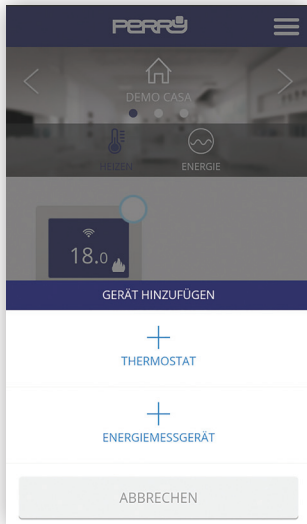 PERRY
DEMO CASA
HEIZEN
ENERGIE
18.0
GERÄT HINZUFÜGEN
THERMOSTAT
ENERGIEMESSGERÄT
ABBRECHEN